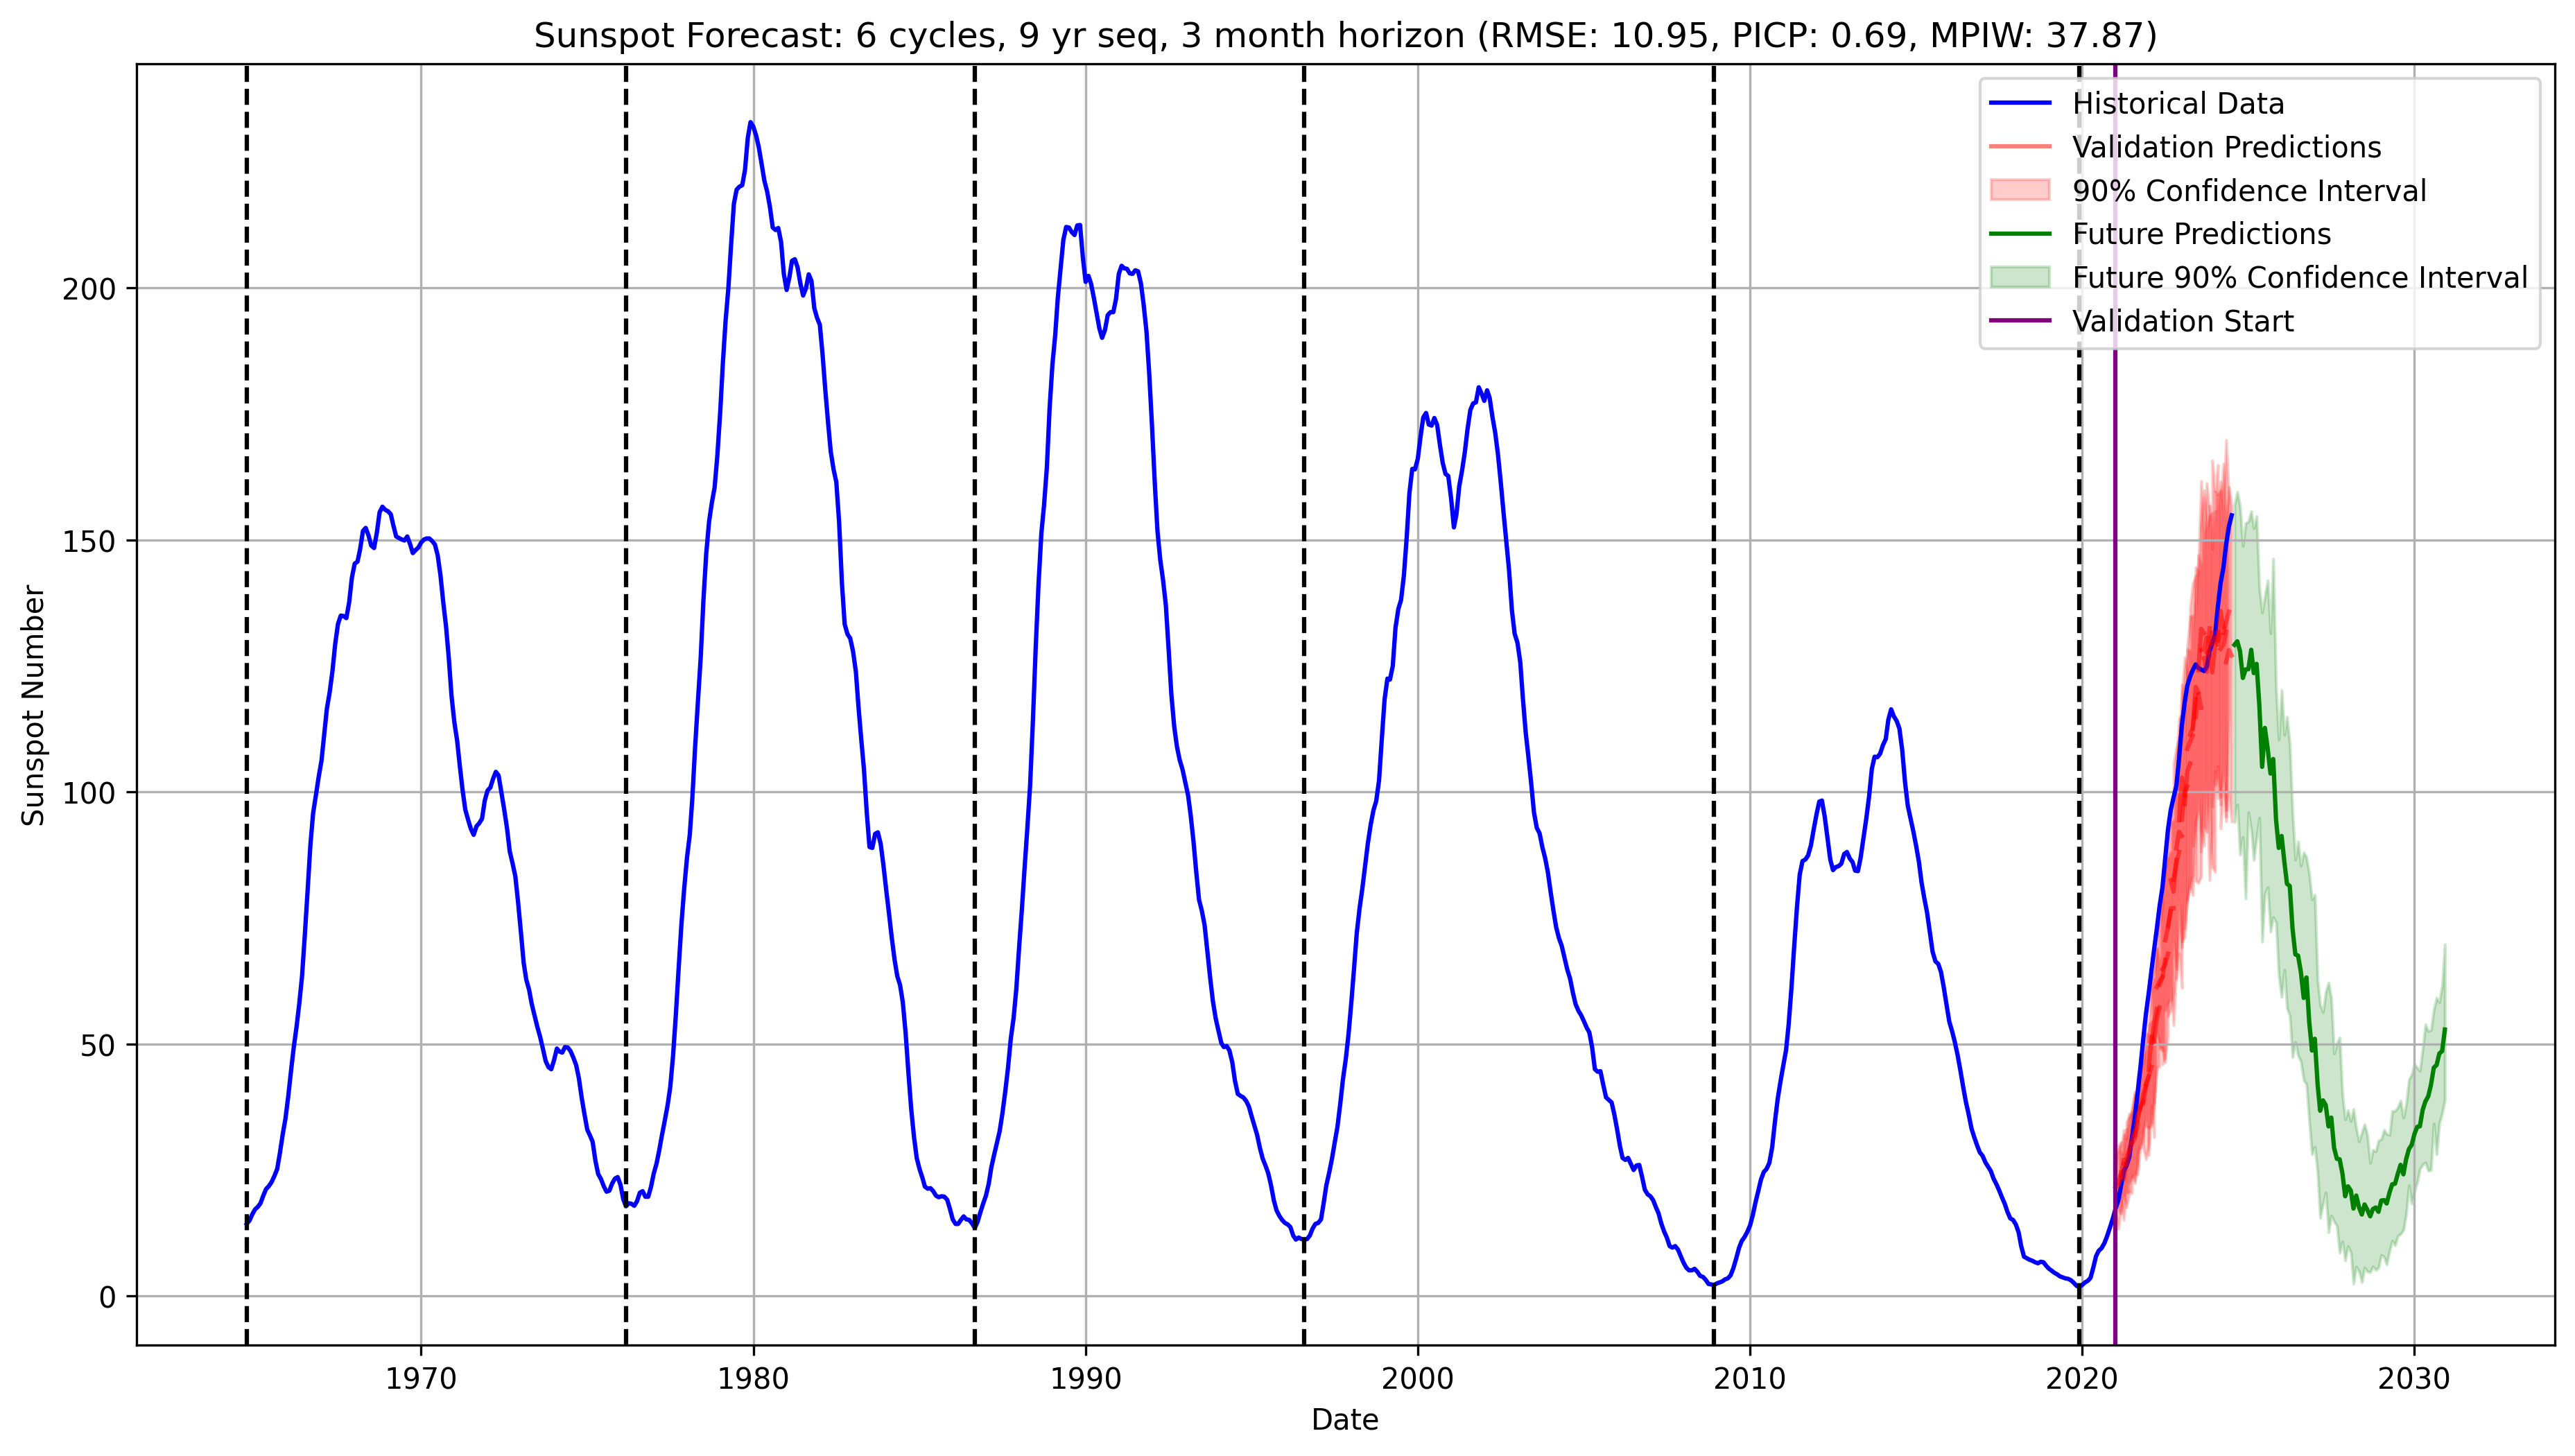 Sunspot Forecast: 6 cycles, 9 yr seq, 3 month horizon (RMSE: 10.95, PICP: 0.69, MPIW: 37.87)
Historical Data
Validation Predictions
90% Confidence Interval
Future Predictions
Future 90% Confidence Interval
Validation Start
Sunspot Number
200
150
100
50
0
1970 1980 1990 2000 2010 2020 2030
Date